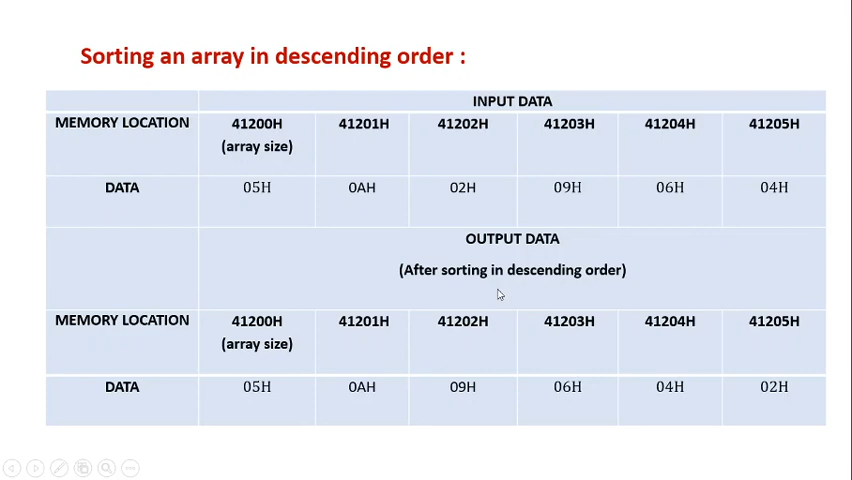 Sorting an array in descending order :
INPUT DATA
MEMORY LOCATION 41200H 41201H 41202H 41203H 41204H 41205H
(array size)
DATA 05H 0AH 02H 09H 06H 04H
OUTPUT DATA
(After sorting in descending order)
MEMORY LOCATION 41200H 41201H 41202H 41203H 41204H 41205H
(array size)
DATA 05H 0AH 09H 06H 04H 02H